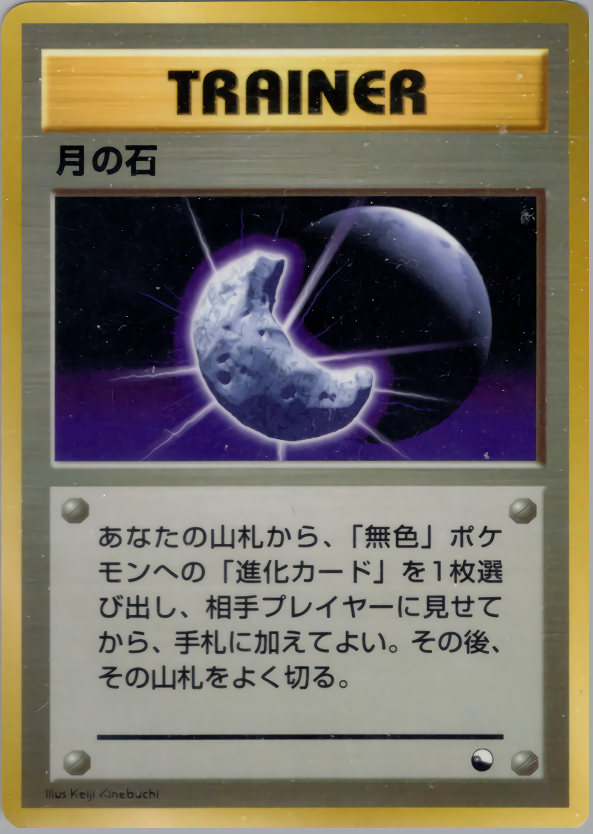 TRAINER
月の石
あなたの山札から、「無色」ポケ
モンへの「進化カード」を1枚選
び出し、相手プレイヤーに見せて
から、手札に加えてよい。その後、
その山札をよく切る。
Illus Keiji Kinebuchi